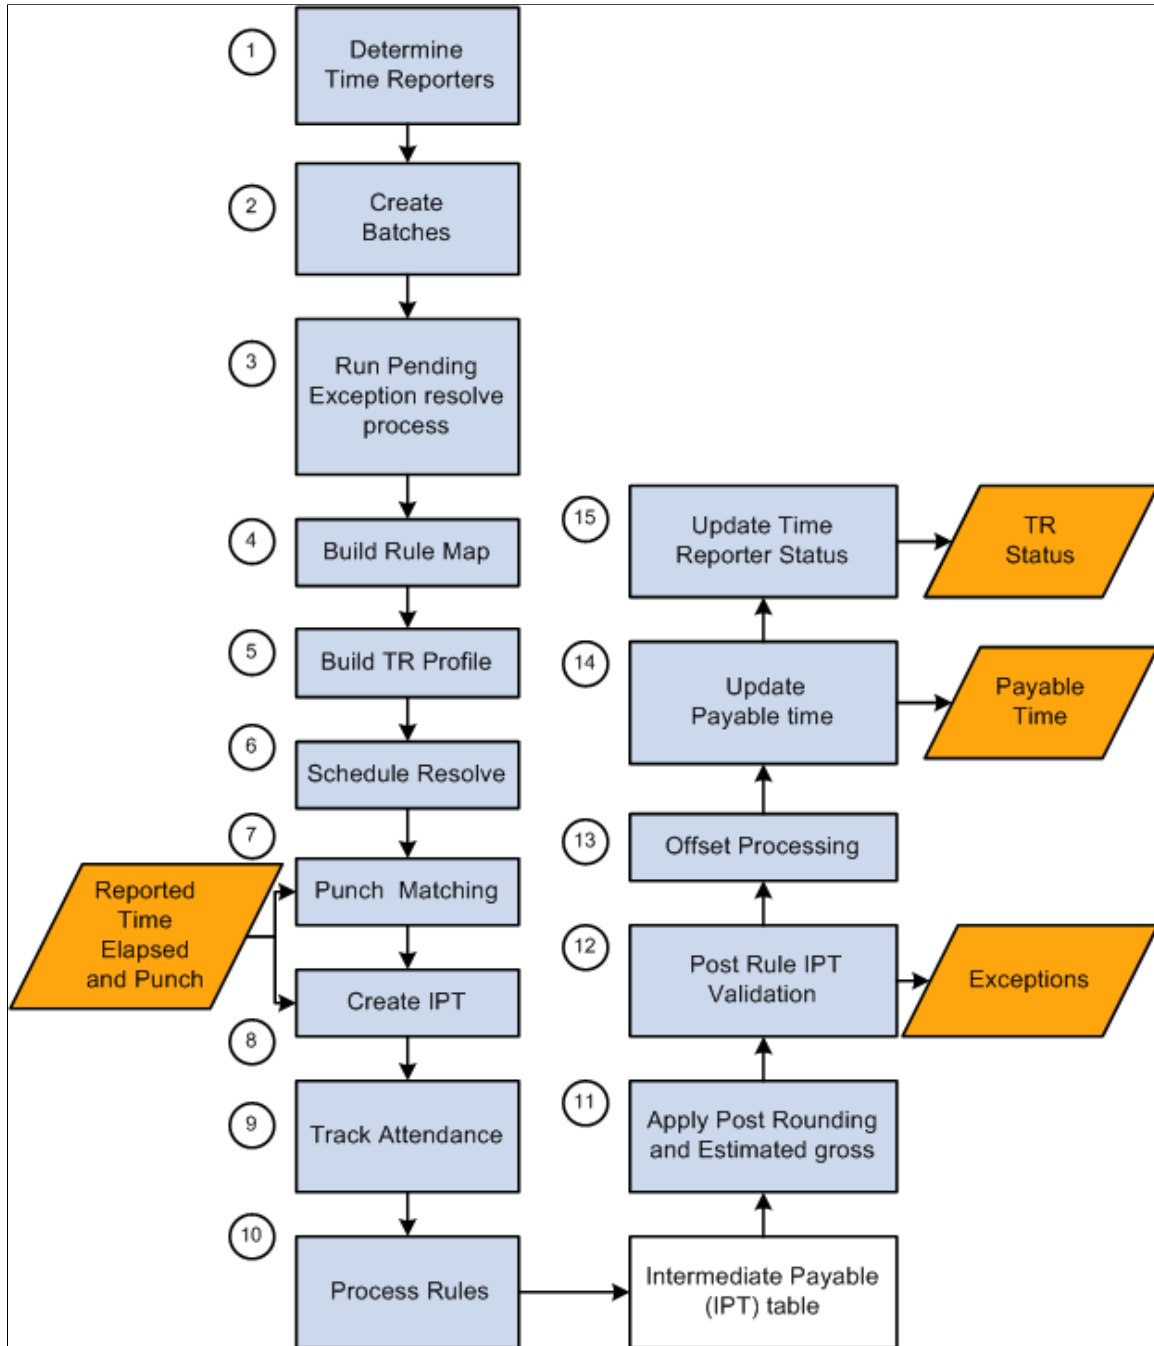 1
Determine
Time Reporters
2
Create
Batches
3
Run Pending
Exception resolve
process
4
Build Rule Map
5
Build TR Profile
6
Schedule Resolve
7
Punch Matching
Reported
Time
Elapsed
and Punch
Create IPT
8
9
Track Attendance
10
Process Rules
Intermediate Payable
(IPT) table
11
Apply Post Rounding
and Estimated gross
12
Post Rule IPT
Validation
Exceptions
13
Offset Processing
14
Update
Payable time
Payable
Time
15
Update Time
Reporter Status
TR
Status